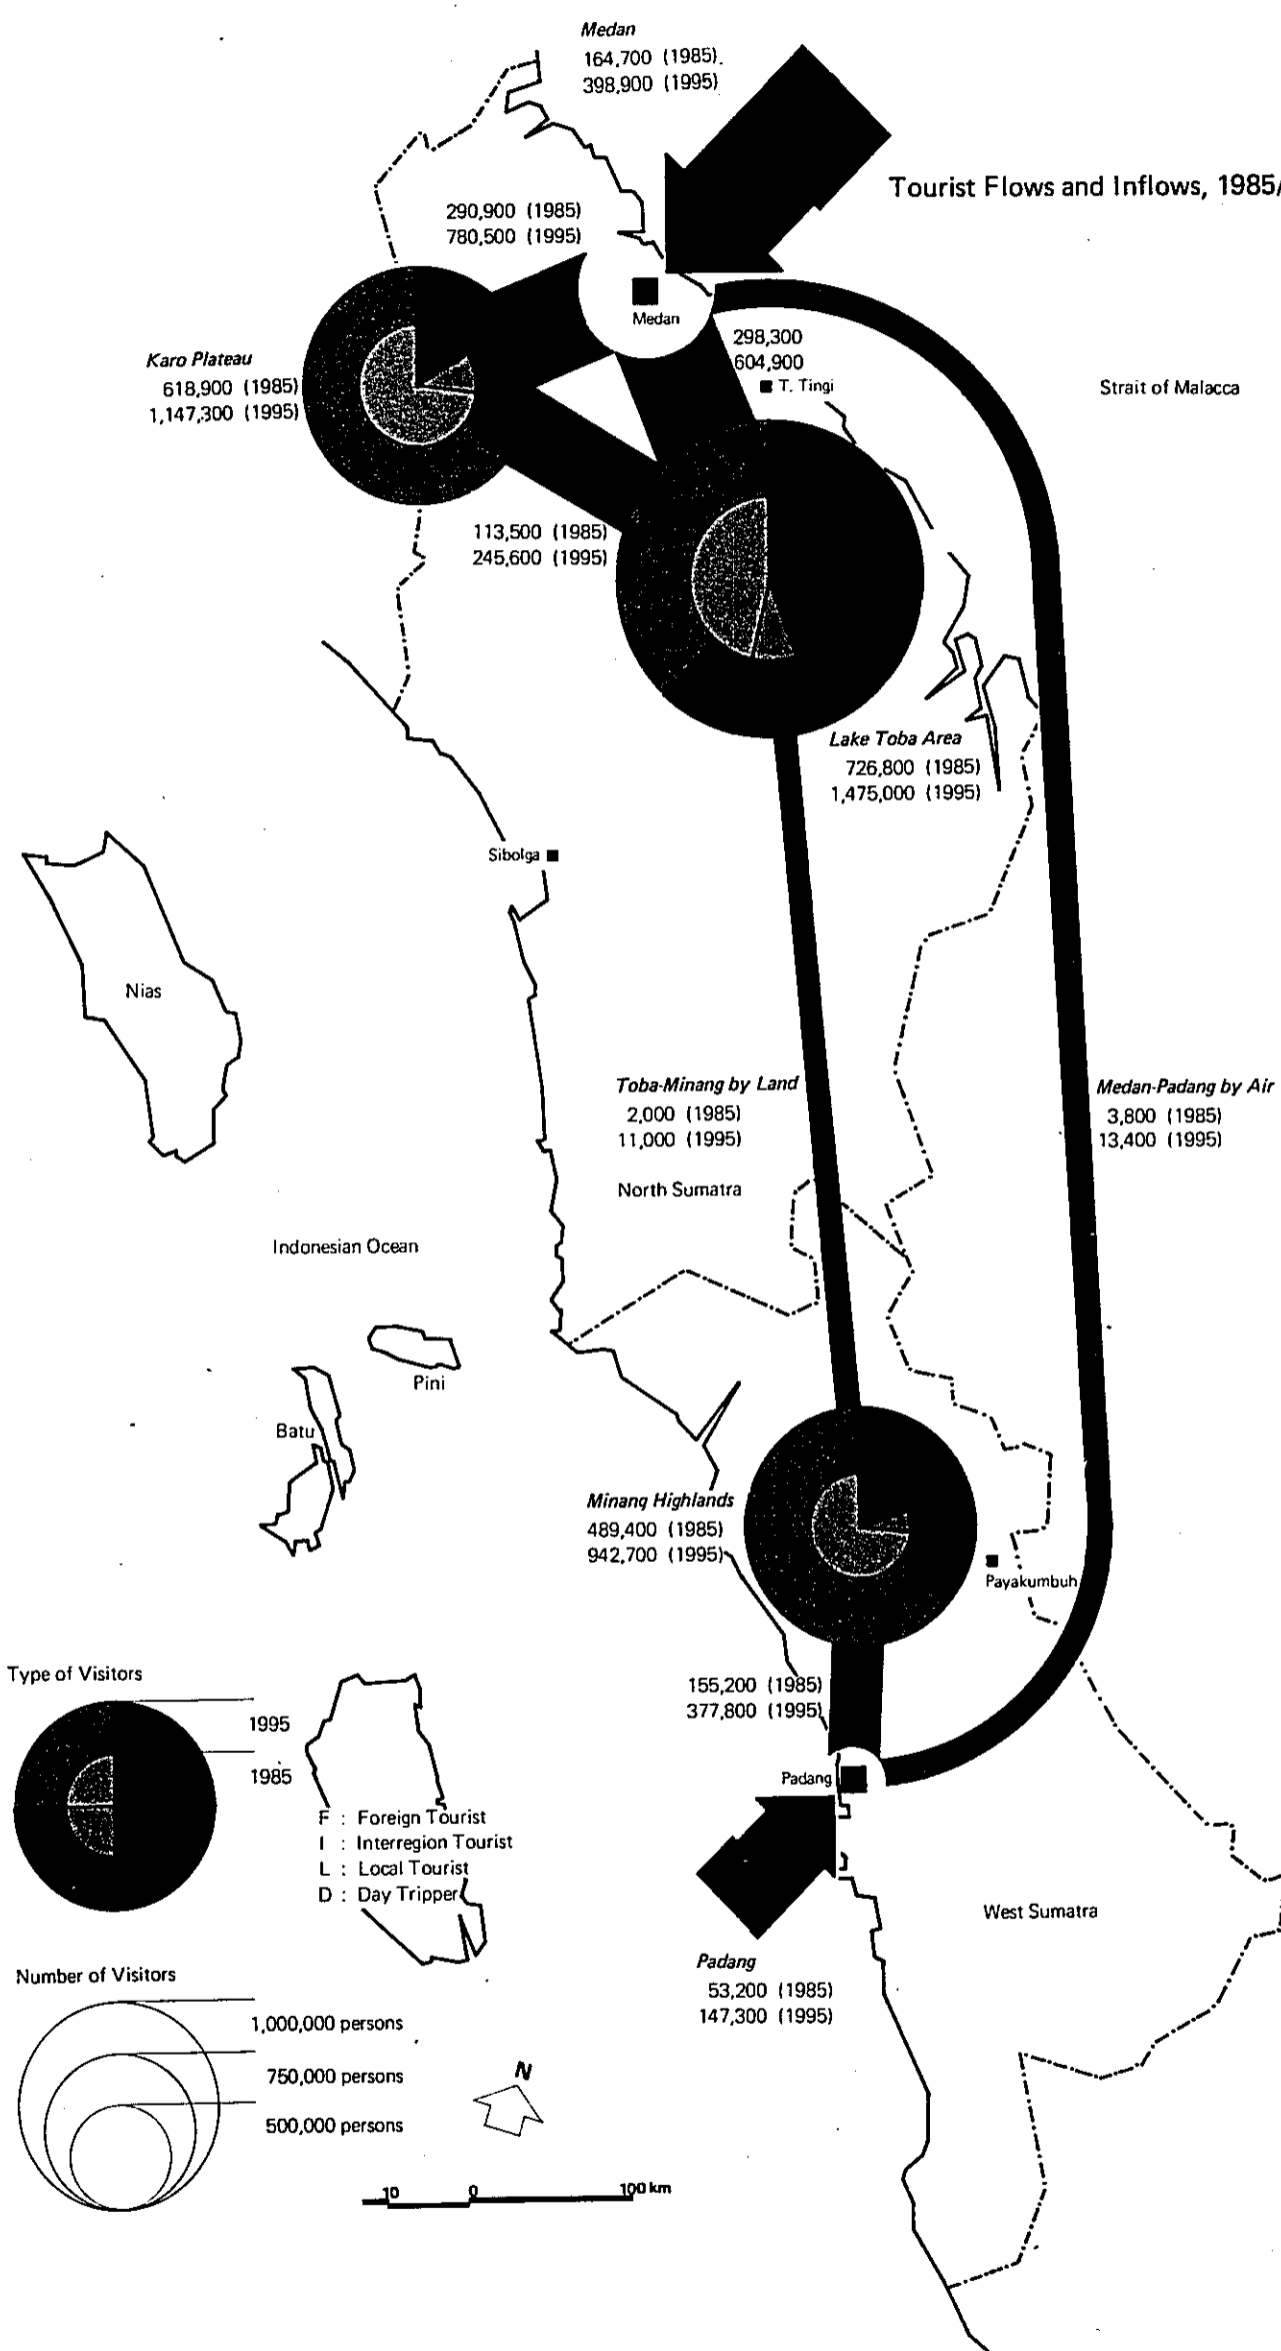 Medan
164,700 (1985)
398,900 (1995)
Tourist Flows and Inflows, 1985/
290,900 (1985)
780,500 (1995)
Medan
298,300
604,900
T. Tingi
Strait of Malacca
Karo Plateau
618,900 (1985)
1,147,300 (1995)
113,500 (1985)
245,600 (1995)
Lake Toba Area
726,800 (1985)
1,475,000 (1995)
Sibolga
Nias
Toba-Minang by Land
2,000 (1985)
11,000 (1995)
Medan-Padang by Air
3,800 (1985)
13,400 (1995)
North Sumatra
Indonesian Ocean
Pini
Batu
Minang Highlands
489,400 (1985)
942,700 (1995)
Payakumbuh
155,200 (1985)
377,800 (1995)
Padang
Type of Visitors
1995
1985
F : Foreign Tourist
I : Interregion Tourist
L : Local Tourist
D : Day Tripper
West Sumatra
Padang
53,200 (1985)
147,300 (1995)
Number of Visitors
1,000,000 persons
750,000 persons
500,000 persons
N
10 0 100 km